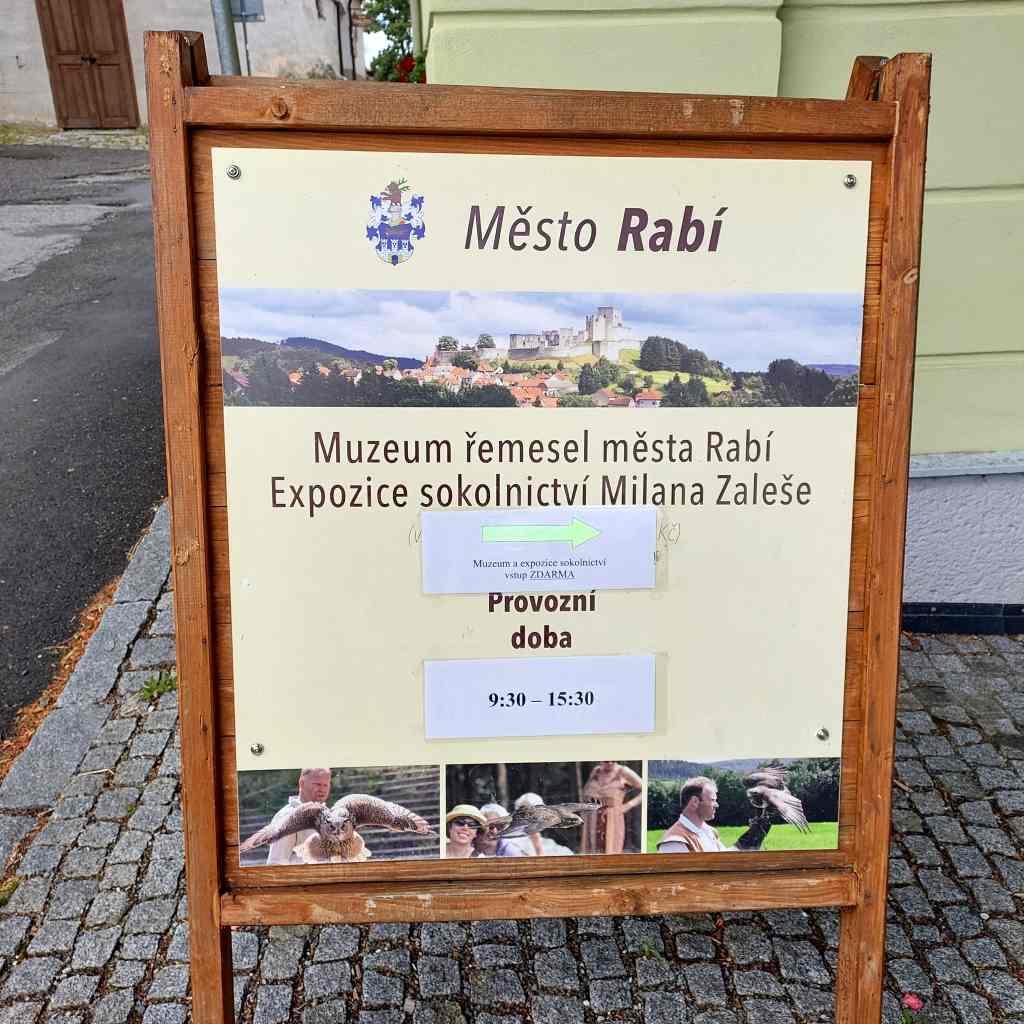 Město Rabí
Muzeum řemesel města Rabí
Expozice sokolnictví Milana Zaleše
Kč)
Muzeum a expozice sokolnictví
vstup ZDARMA
Provozní
doba
9:30 – 15:30